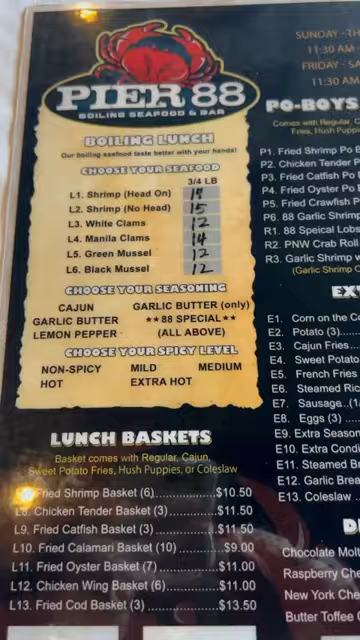 PIER 88
BOILING SEAFOOD & BAR
BOILING LUNCH
Our boiling seafood taste better with your hands!
CHOOSE YOUR SEAFOOD
3/4 LB
L1. Shrimp (Head On) 14
L2. Shrimp (No Head) 15
L3. White Clams 12
L4. Manila Clams 14
L5. Green Mussel 12
L6. Black Mussel 12
CHOOSE YOUR SEASONING
CAJUN GARLIC BUTTER (only)
GARLIC BUTTER ★★88 SPECIAL★★
LEMON PEPPER (ALL ABOVE)
CHOOSE YOUR SPICY LEVEL
NON-SPICY MILD MEDIUM
HOT EXTRA HOT
LUNCH BASKETS
Basket comes with Regular, Cajun,
Sweet Potato Fries, Hush Puppies, or Coleslaw
Fried Shrimp Basket (6)...............$10.50
L8. Chicken Tender Basket (3)............$11.50
L9. Fried Catfish Basket (3)...............$11.50
L10. Fried Calamari Basket (10)..........$9.00
L11. Fried Oyster Basket (7)..............$11.00
L12. Chicken Wing Basket (6)............$11.00
L13. Fried Cod Basket (3)..................$13.50
SUNDAY - TH
11:30 AM
FRIDAY - SA
11:30 AM
PO-BOYS
Comes with Regular, C
Fries, Hush Pupp
P1. Fried Shrimp Po B
P2. Chicken Tender P
P3. Fried Catfish Po
P4. Fried Oyster Po
P5. Fried Crawfish P
P6. 88 Garlic Shrim
R1. 88 Speical Lobs
R2. PNW Crab Roll
R3. Garlic Shrimp w
(Garlic Shrimp
EX
E1. Corn on the Co
E2. Potato (3)
E3. Cajun Fries
E4. Sweet Potato
E5. French Fries
E6. Steamed Ric
E7. Sausage..(1
E8. Eggs (3)
E9. Extra Season
E10. Extra Condi
E11. Steamed B
E12. Garlic Brea
E13. Coleslaw
D
Chocolate Molt
Raspberry Che
New York Che
Butter Toffee